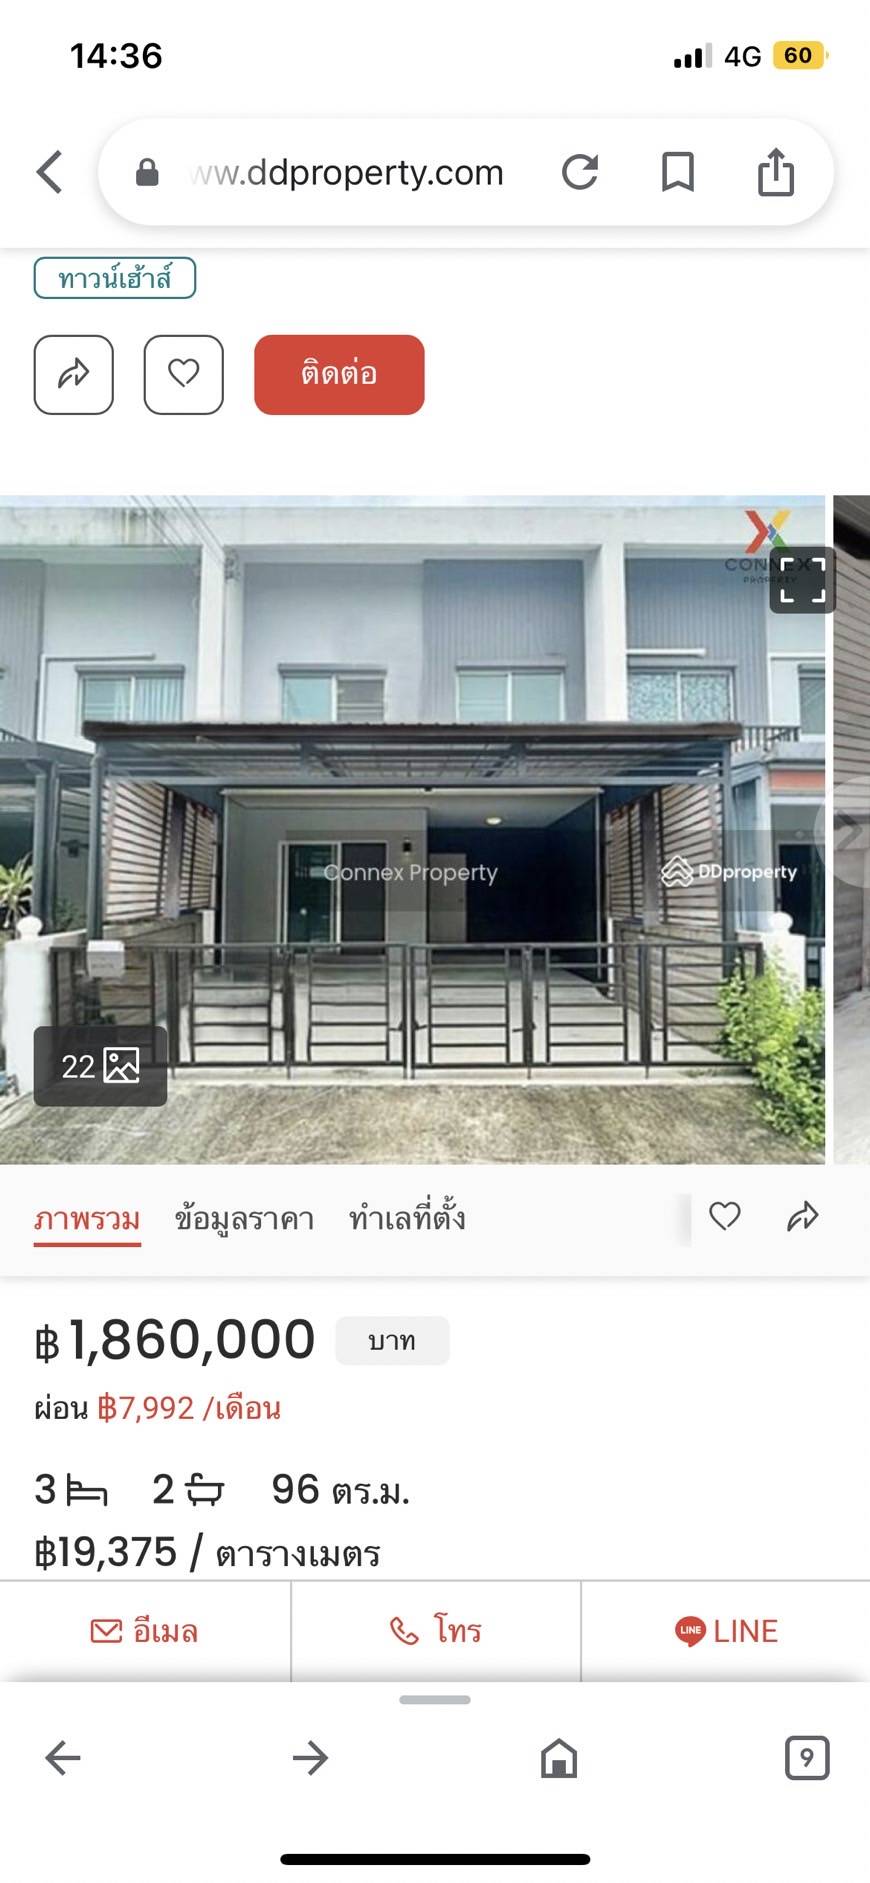 14:36
4G 60
ww.ddproperty.com
ทาวน์เฮ้าส์
ติดต่อ
CONNEX
PROPERTY
Connex Property
DDproperty
22
ภาพรวม ข้อมูลราคา ทำเลที่ตั้ง
฿1,860,000 บาท
ผ่อน ฿7,992 /เดือน
3 2 96 ตร.ม.
฿19,375 / ตารางเมตร
อีเมล โทร LINE LINE
9